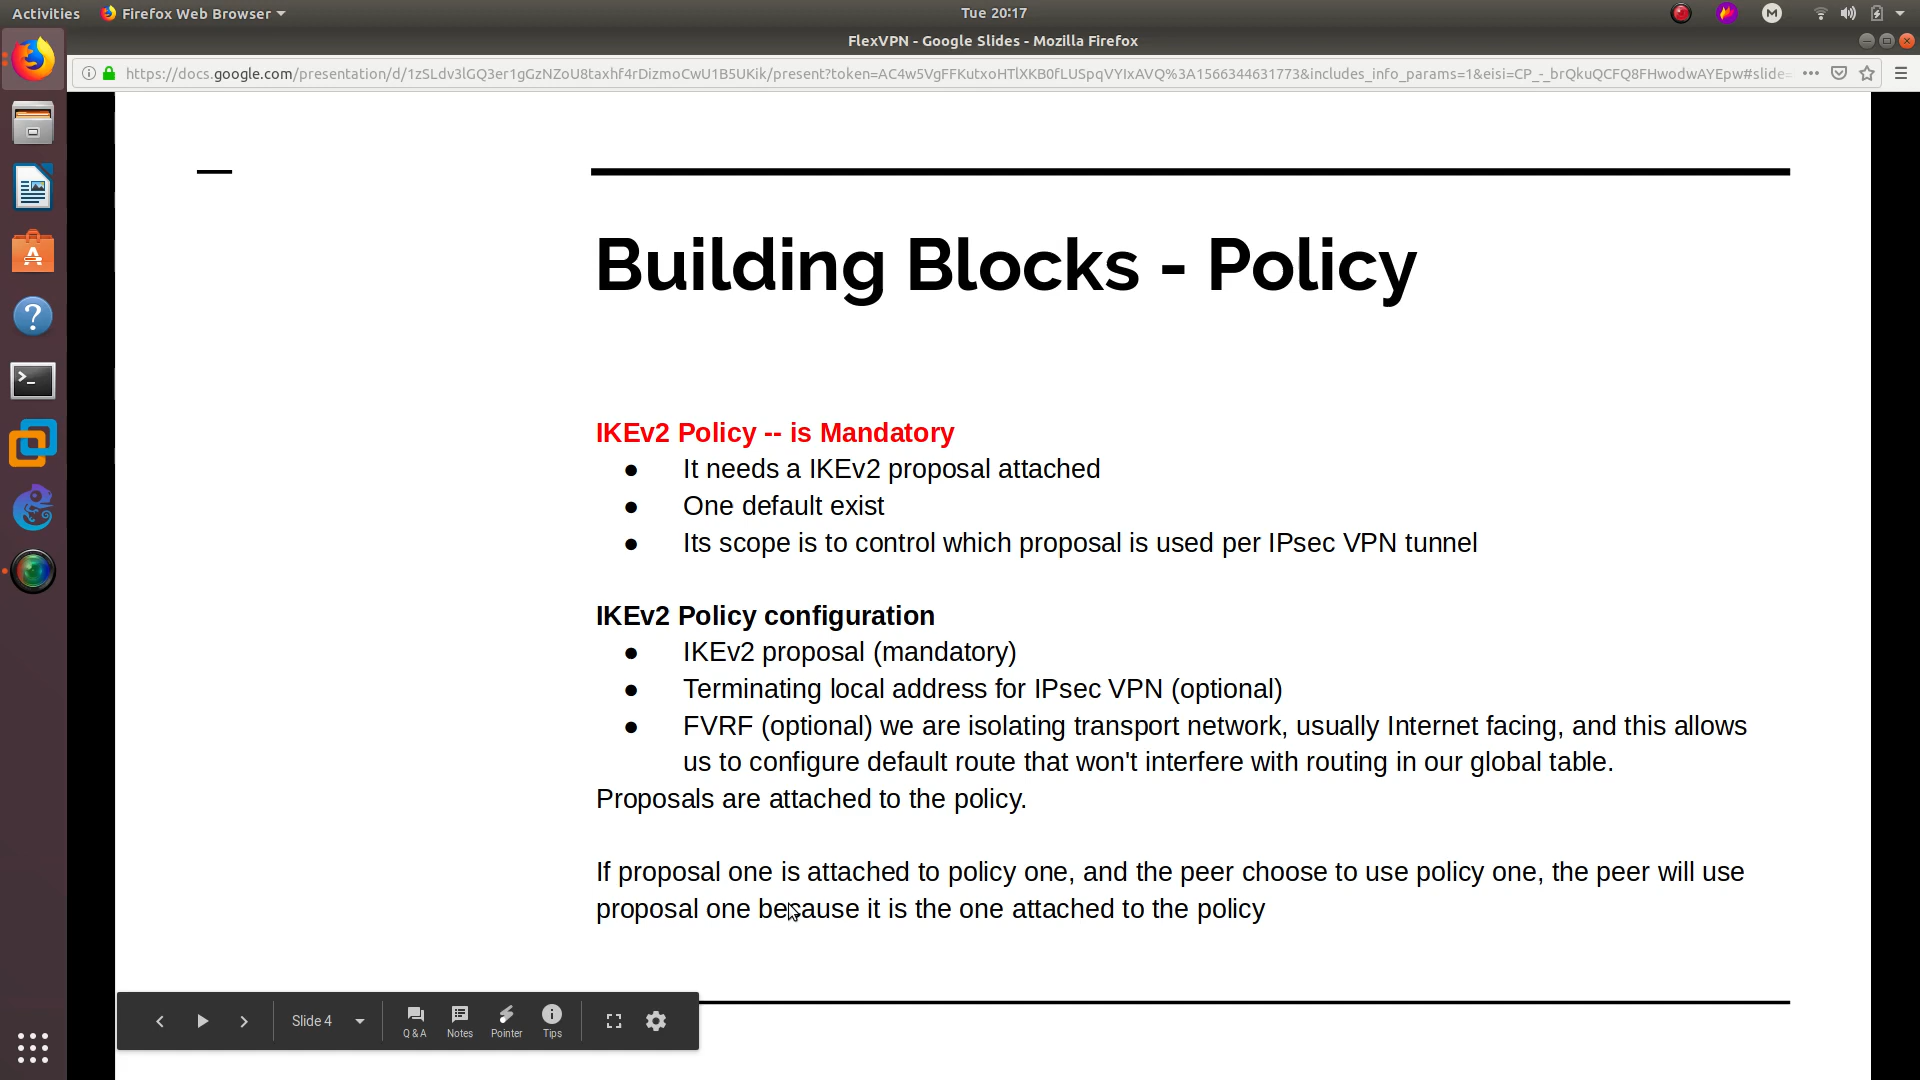 Activities
Firefox Web Browser
Tue 20:17
FlexVPN - Google Slides - Mozilla Firefox
https://docs.google.com/presentation/d/1zSLdv3lGQ3er1gGzNZoU8taxhf4rDizmoCwU1B5UKik/present?token=AC4w5VgFFKutxoHTlXKB0fLUSpqVYIxAVQ%3A1566344631773&includes_info_params=1&eisi=CP_-_brQkuQCFQ8FHwodwAYEpw#slide=
Building Blocks - Policy
IKEv2 Policy -- is Mandatory
● It needs a IKEv2 proposal attached
● One default exist
● Its scope is to control which proposal is used per IPsec VPN tunnel
IKEv2 Policy configuration
● IKEv2 proposal (mandatory)
● Terminating local address for IPsec VPN (optional)
● FVRF (optional) we are isolating transport network, usually Internet facing, and this allows
us to configure default route that won't interfere with routing in our global table.
Proposals are attached to the policy.
If proposal one is attached to policy one, and the peer choose to use policy one, the peer will use
proposal one because it is the one attached to the policy
Slide 4
Q & A
Notes
Pointer
Tips